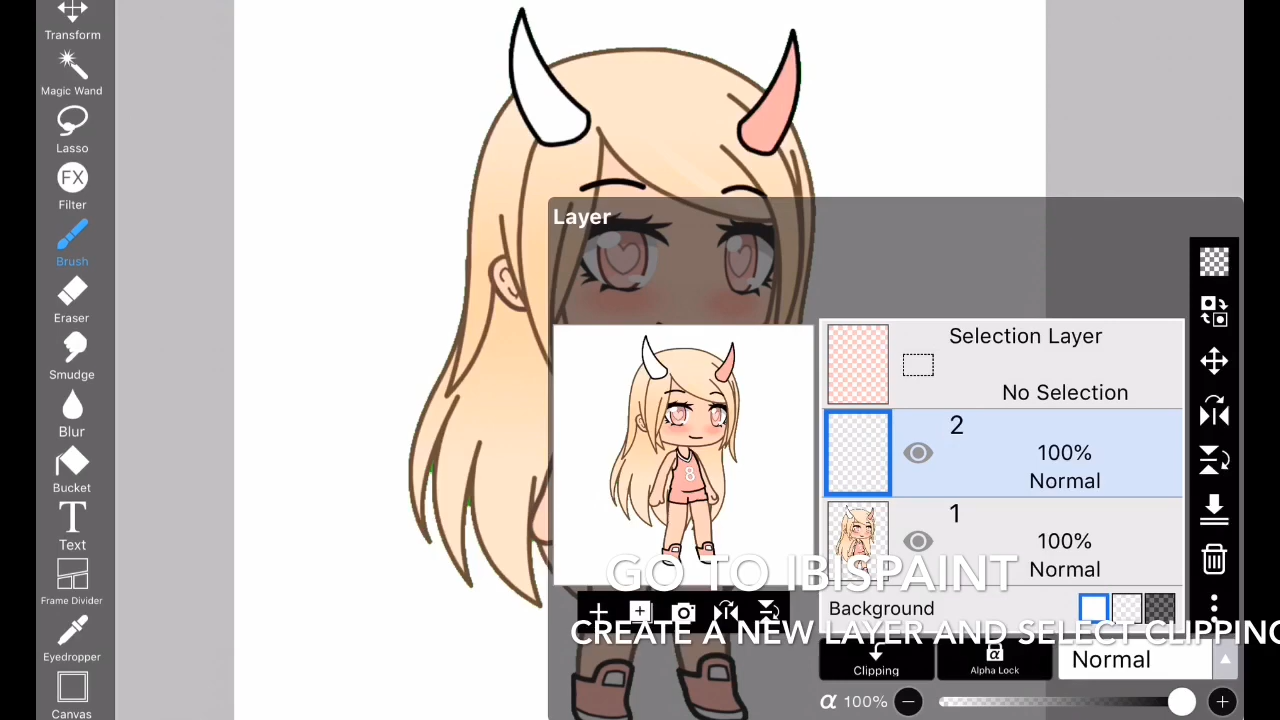 Transform
Magic Wand
Lasso
FX
Filter
Brush
Eraser
Smudge
Blur
Bucket
T
Text
Frame Divider
Eyedropper
Canvas
Layer
8
Selection Layer
No Selection
2
100%
Normal
1
100%
Normal
GO TO IBISPAINT
Background
CREATE A NEW LAYER AND SELECT CLIPPING
Clipping
α
Alpha Lock
Normal
α 100%